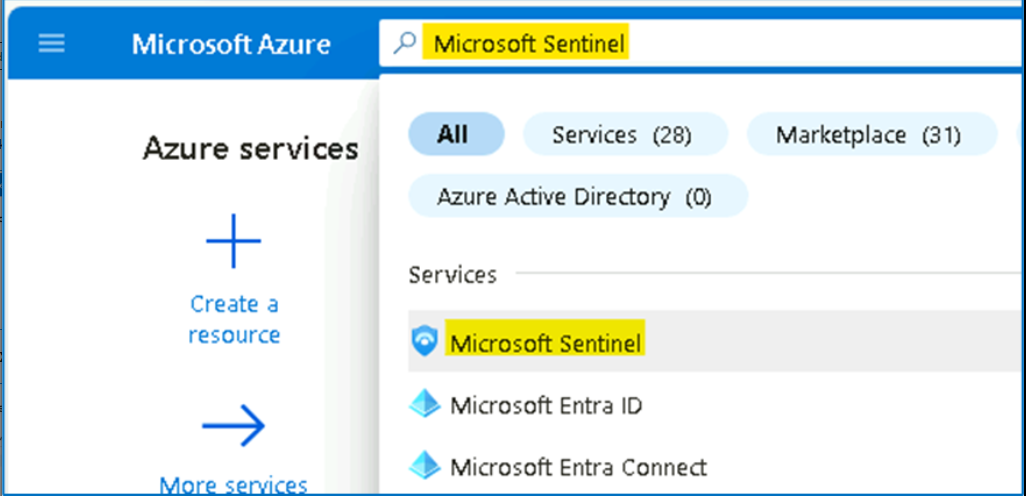 Microsoft Azure
Microsoft Sentinel
Azure services
Create a
resource
More services
All
Services (28)
Marketplace (31)
Azure Active Directory (0)
Services
Microsoft Sentinel
Microsoft Entra ID
Microsoft Entra Connect